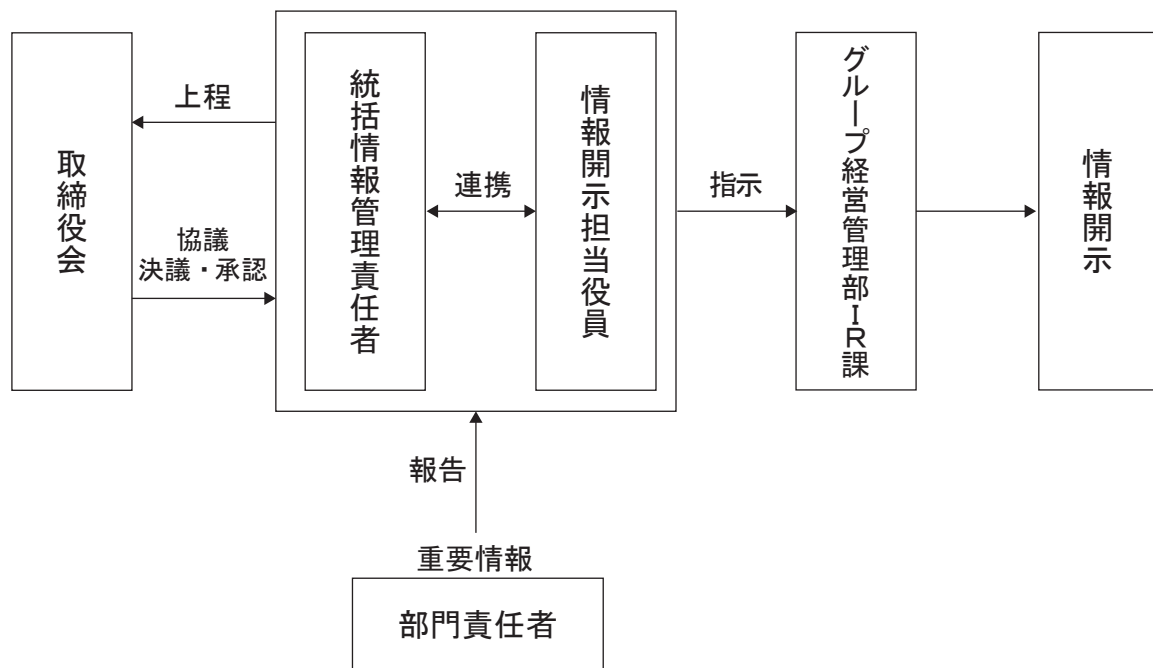 取締役会
上程
協議
決議・承認
統括情報管理責任者
連携
情報開示担当役員
指示
グループ経営管理部IR課
情報開示
報告
重要情報
部門責任者